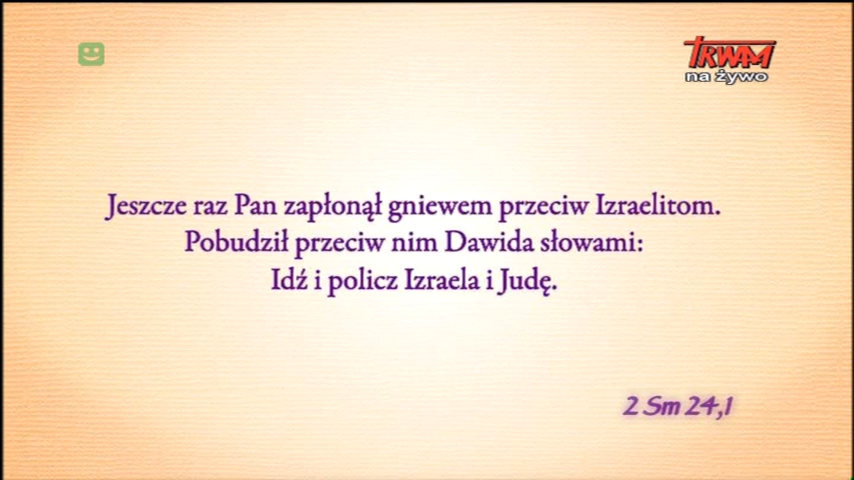 TRWAM
na żywo
Jeszcze raz Pan zapłonął gniewem przeciw Izraelitom.
Pobudził przeciw nim Dawida słowami:
Idź i policz Izraela i Judę.
2 Sm 24,1